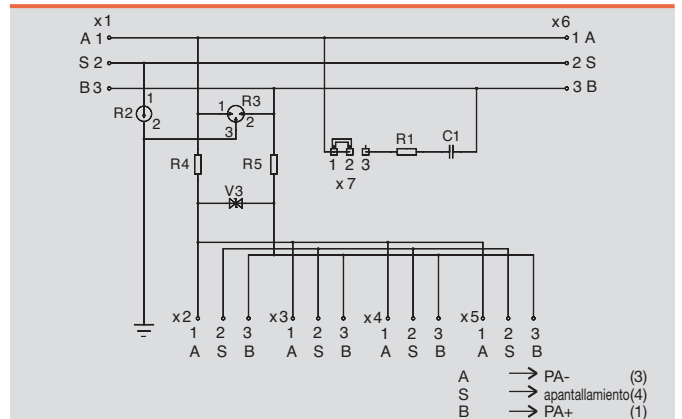 x1 x6
A 1 1 A
S 2 2 S
B 3 3 B
R2 1 2
1 R3 2 3
R4 R5
V3
1 2 3 R1 C1
x7
x2 x3 x4 x5
1 2 3 1 2 3 1 2 3 1 2 3
A S B A S B A S B A S B
A → PA- (3)
S → apantallamiento(4)
B → PA+ (1)